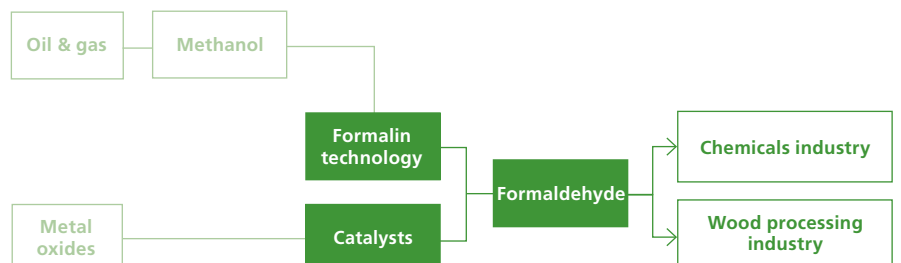 Oil & gas
Methanol
Formalin
technology
Chemicals industry
Formaldehyde
Metal
oxides
Catalysts
Wood processing
industry